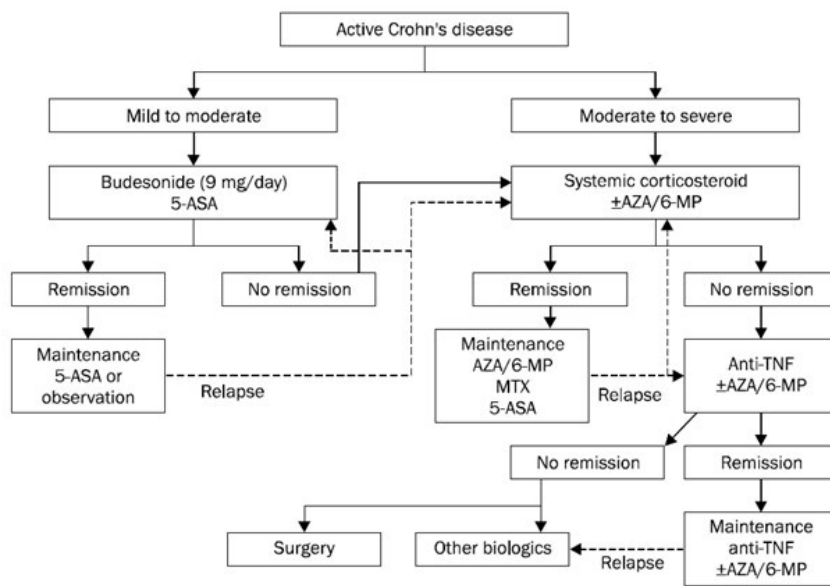 Active Crohn's disease
Mild to moderate
Moderate to severe
Budesonide (9 mg/day)
5-ASA
Systemic corticosteroid
±AZA/6-MP
Remission
No remission
Remission
No remission
Maintenance
5-ASA or
observation
Relapse
Maintenance
AZA/6-MP
MTX
5-ASA
Relapse
Anti-TNF
±AZA/6-MP
No remission
Remission
Surgery
Other biologics
Relapse
Maintenance
anti-TNF
±AZA/6-MP